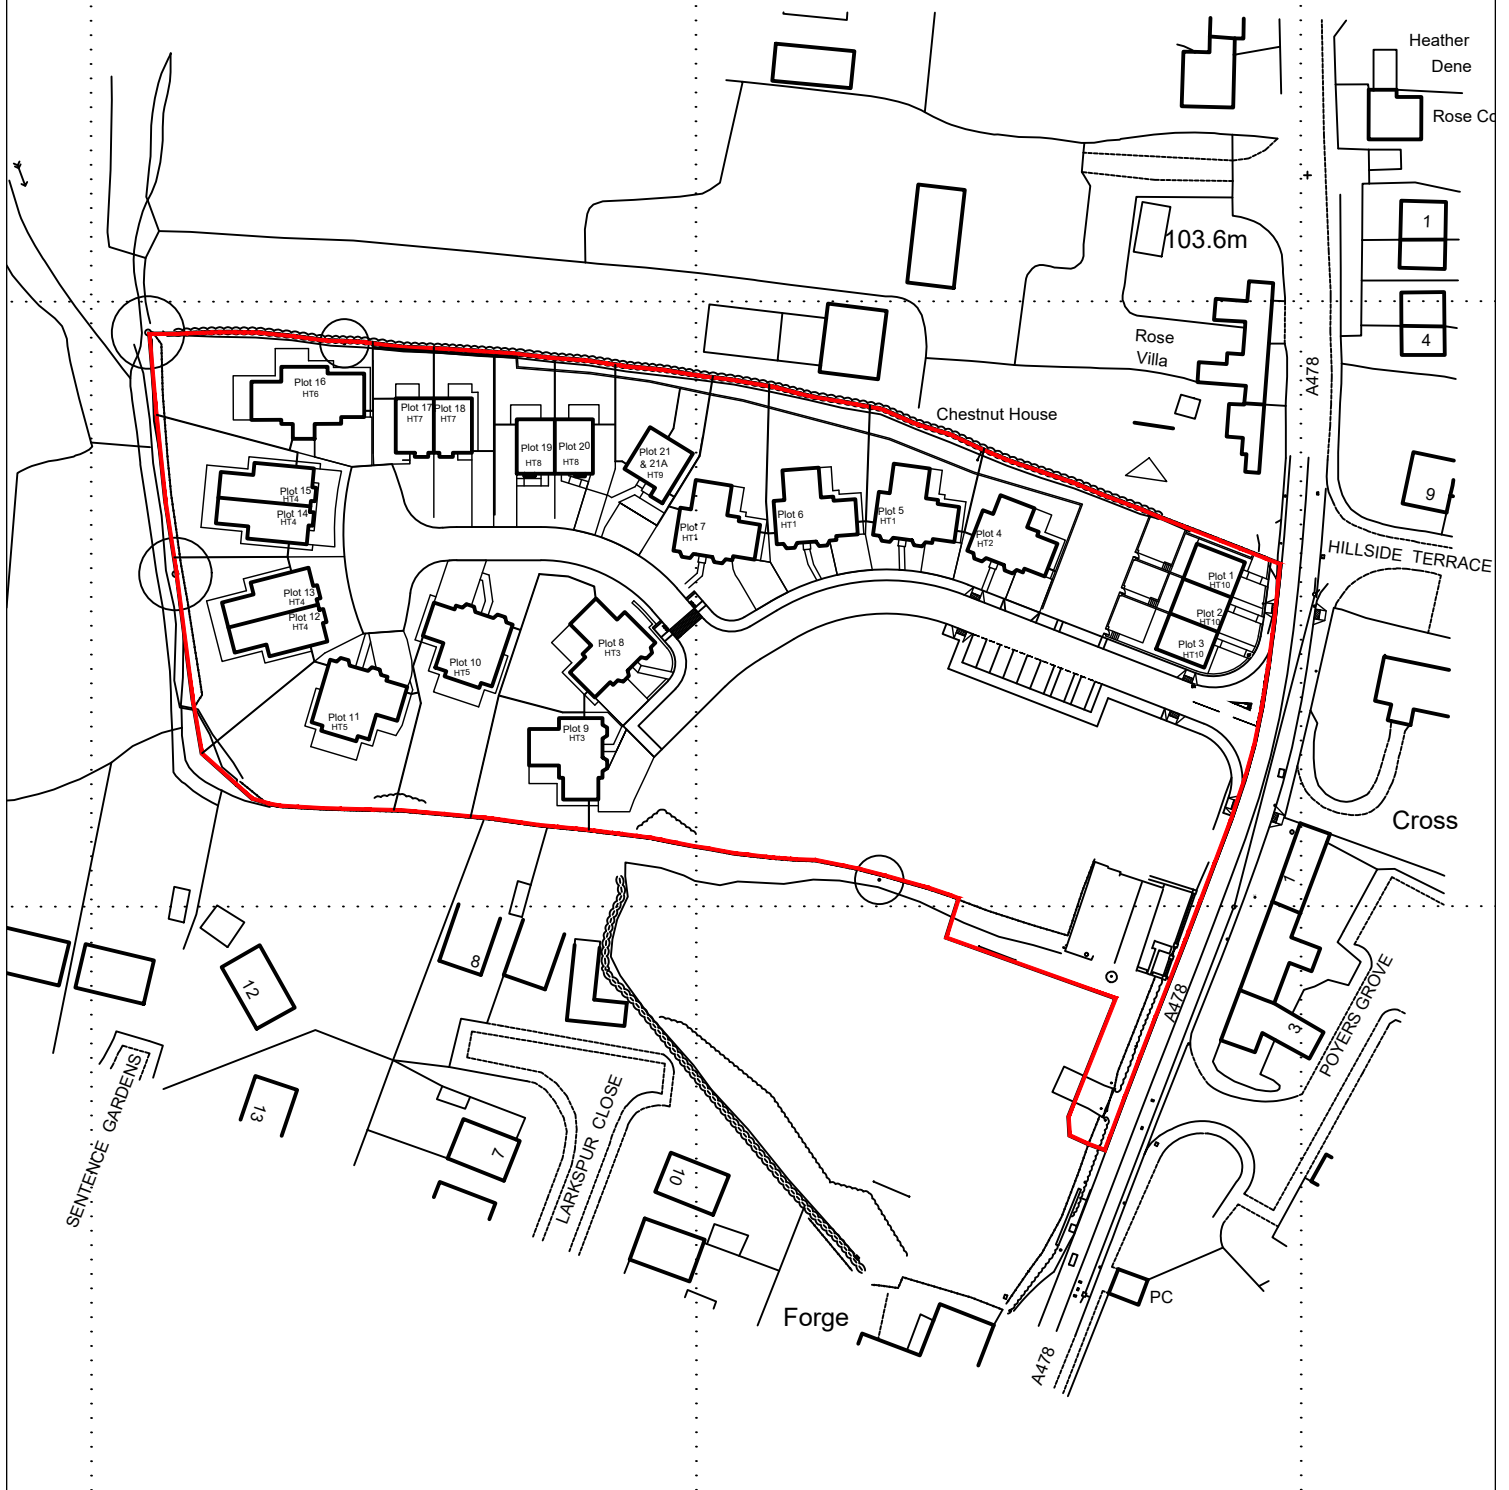 Heather
Dene
Rose Co
1
103.6m
4
Rose
Villa
A478
Chestnut House
Plot 16
HT6
Plot 17
HT7
Plot 18
HT7
Plot 19
HT8
Plot 20
HT8
Plot 21
& 21A
HT9
Plot 15
HT4
Plot 14
HT4
Plot 7
HT1
Plot 6
HT1
Plot 5
HT1
Plot 4
HT2
9
HILLSIDE TERRACE
Plot 1
HT10
Plot 2
HT10
Plot 3
HT10
Plot 13
HT4
Plot 12
HT4
Plot 10
HT5
Plot 8
HT3
Plot 11
HT5
Plot 9
HT3
Cross
1
8
12
A478
3
POYERS GROVE
SENTENCE GARDENS
13
7
LARKSPUR CLOSE
10
Forge
PC
A478